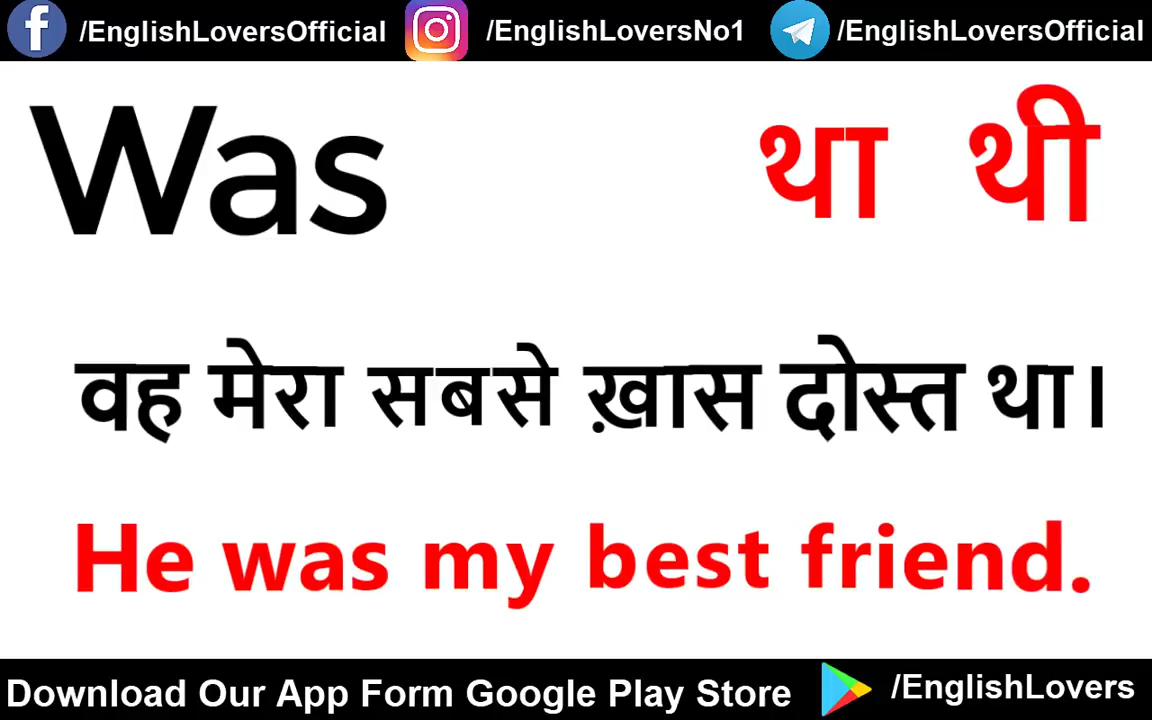 /EnglishLoversOfficial /EnglishLoversNo1 /EnglishLoversOfficial
Was था थी
वह मेरा सबसे ख़ास दोस्त था।
He was my best friend.
Download Our App Form Google Play Store /EnglishLovers